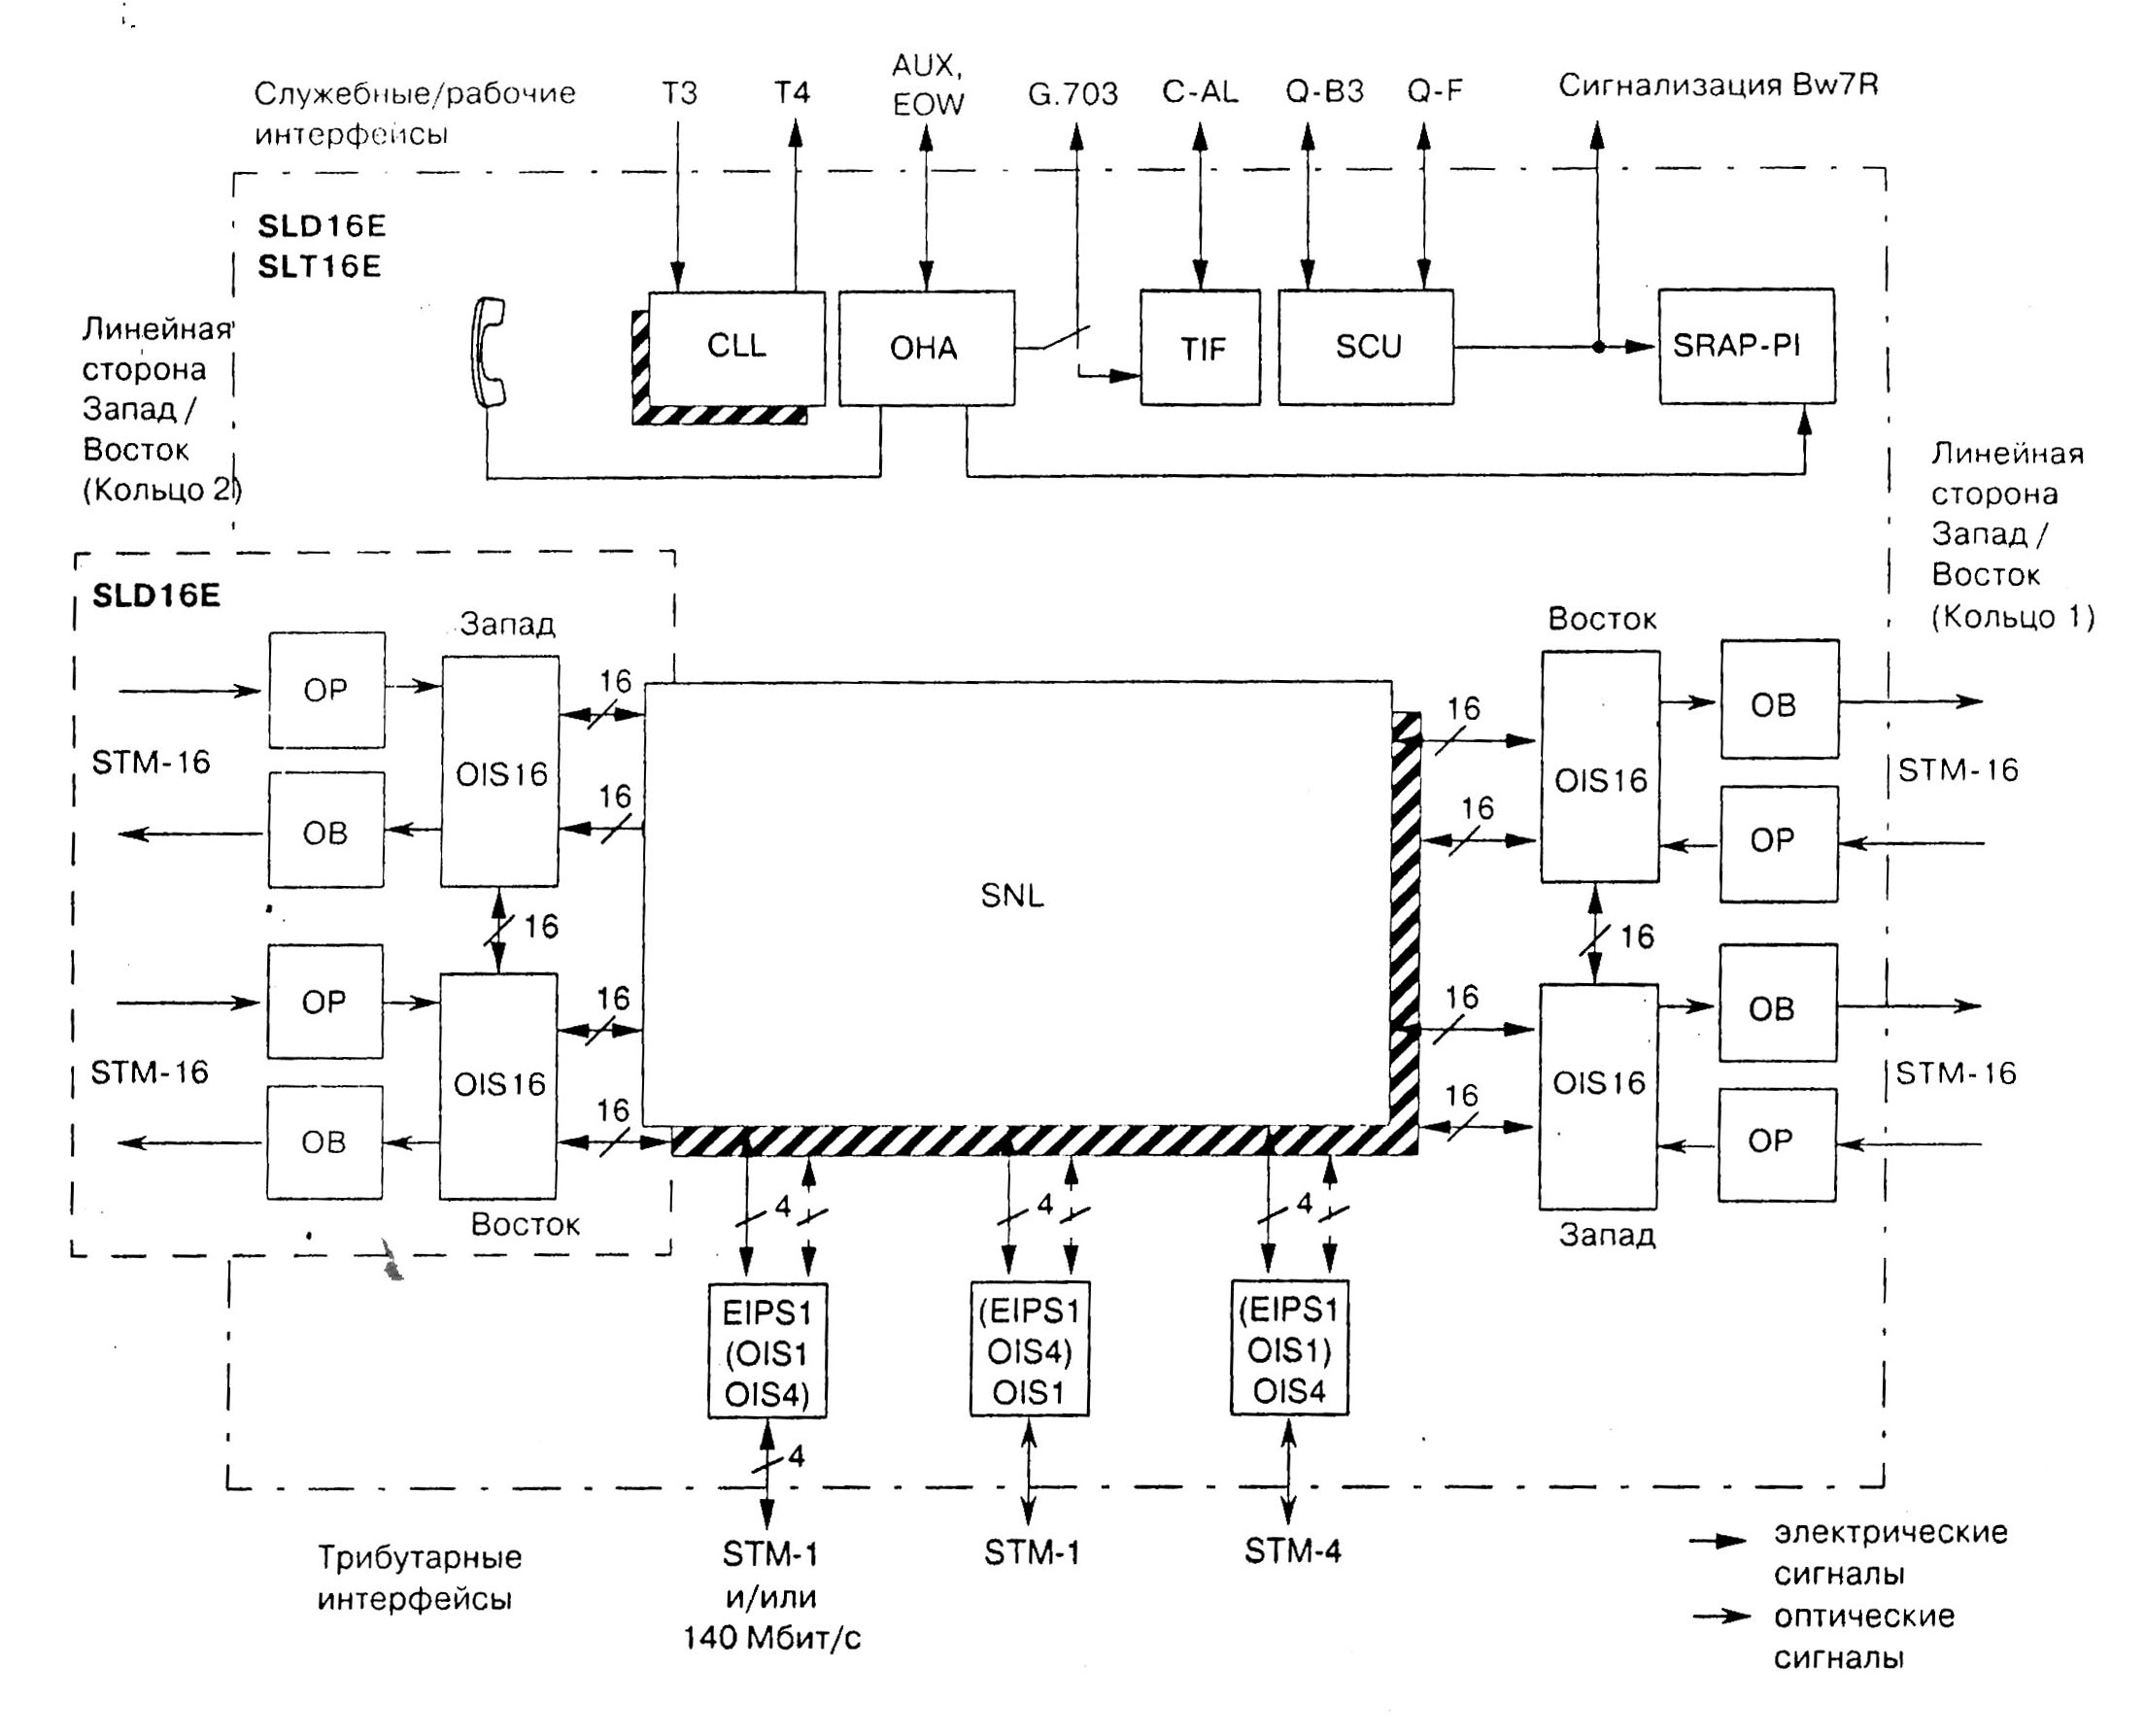 Служебные/рабочие
интерфейсы
T3
T4
AUX,
EOW
G.703
C-AL
Q-B3
Q-F
Сигнализация Bw7R
SLD16E
SLT16E
Линейная
сторона
Запад /
Восток
(Кольцо 2)
CLL
OHA
TIF
SCU
SRAP-PI
Линейная
сторона
Запад /
Восток
(Кольцо 1)
SLD16E
Запад
OP
OIS16
16
STM-16
OB
16
16
OP
OIS16
16
STM-16
OB
16
Восток
SNL
Восток
16
OIS16
OB
STM-16
16
OP
16
16
OIS16
OB
STM-16
16
OP
Запад
4
4
4
EIPS1
(OIS1
OIS4)
(EIPS1
OIS4)
OIS1
(EIPS1
OIS1)
OIS4
4
Трибутарные
интерфейсы
STM-1
и/или
140 Мбит/с
STM-1
STM-4
электрические
сигналы
оптические
сигналы